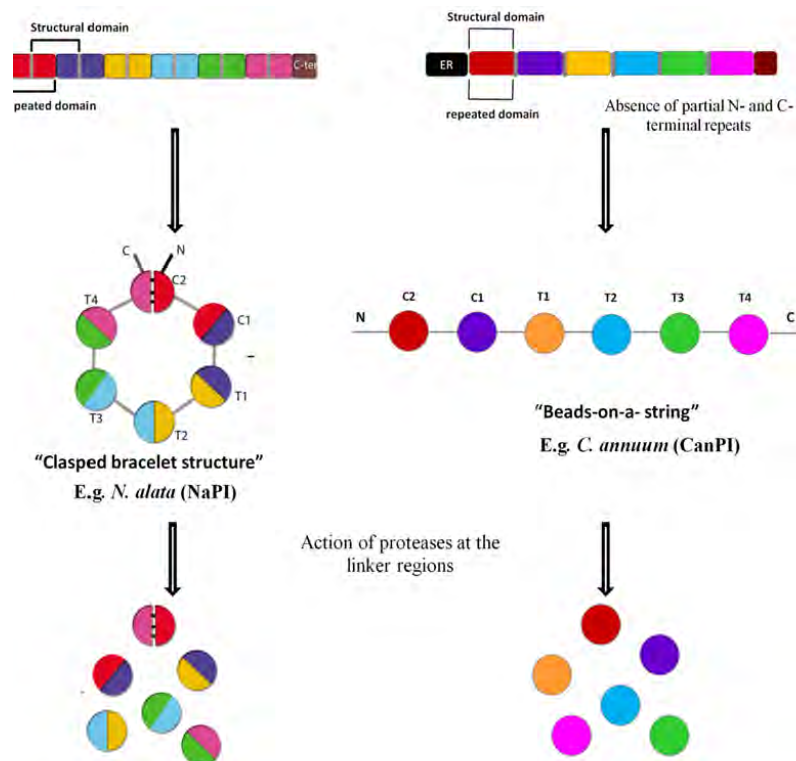 Structural domain
C-ter
peated domain
Structural domain
ER
repeated domain
Absence of partial N- and C-
terminal repeats
C
N
C2
T4
C1
T1
T3
T2
"Clasped bracelet structure"
E.g. N. alata (NaPI)
N
C2
C1
T1
T2
T3
T4
C
"Beads-on-a- string"
E.g. C. annuum (CanPI)
Action of proteases at the
linker regions